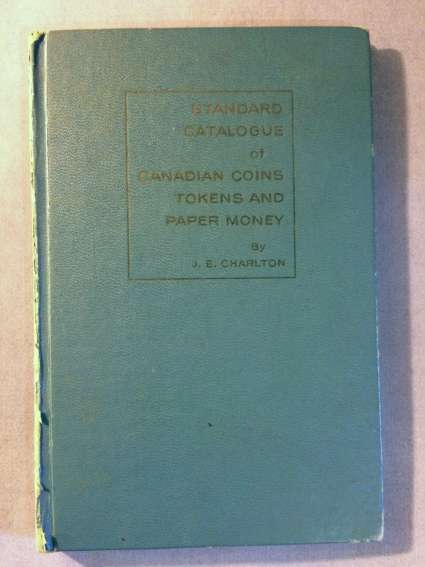 STANDARD
CATALOGUE
of
CANADIAN COINS
TOKENS AND
PAPER MONEY
By
J. E. CHARLTON